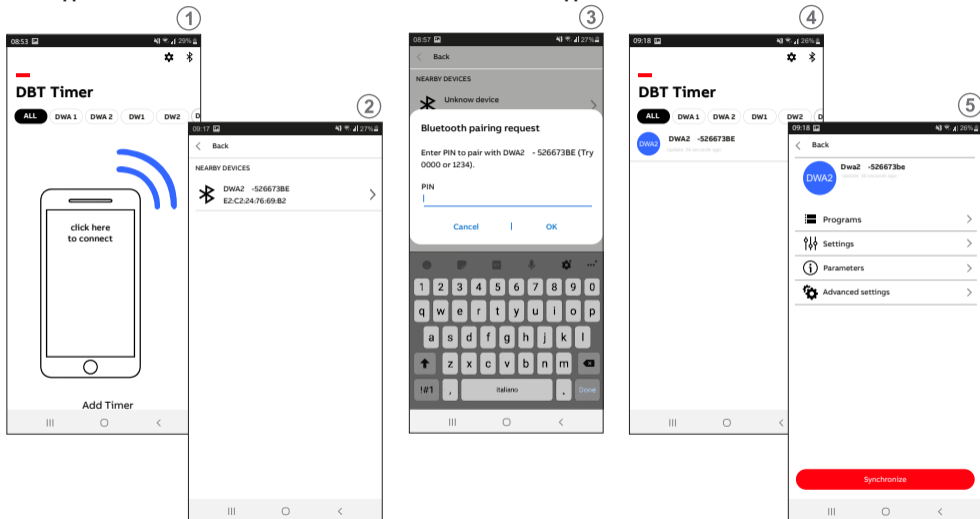 1
08:53 29%
DBT Timer
ALL DWA 1 DWA 2 DW1 DW2 D
click here
to connect
Add Timer
2
09:17 27%
Back
NEARBY DEVICES
DWA2 -526673BE
E2:C2:24:76:69:B2
3
08:57 27%
Back
NEARBY DEVICES
Unknow device
Bluetooth pairing request
Enter PIN to pair with DWA2 - 526673BE (Try
0000 or 1234).
PIN
Cancel | OK
1 2 3 4 5 6 7 8 9 0
q w e r t y u i o p
a s d f g h j k l
z x c v b n m
!#1 , Italiano . Done
4
09:18 26%
DBT Timer
ALL DWA 1 DWA 2 DW1 DW2 D
DWA2 DWA2 -526673BE
5
09:18 26%
Back
DWA2 Dwa2 -526673be
Programs
Settings
Parameters
Advanced settings
Synchronize